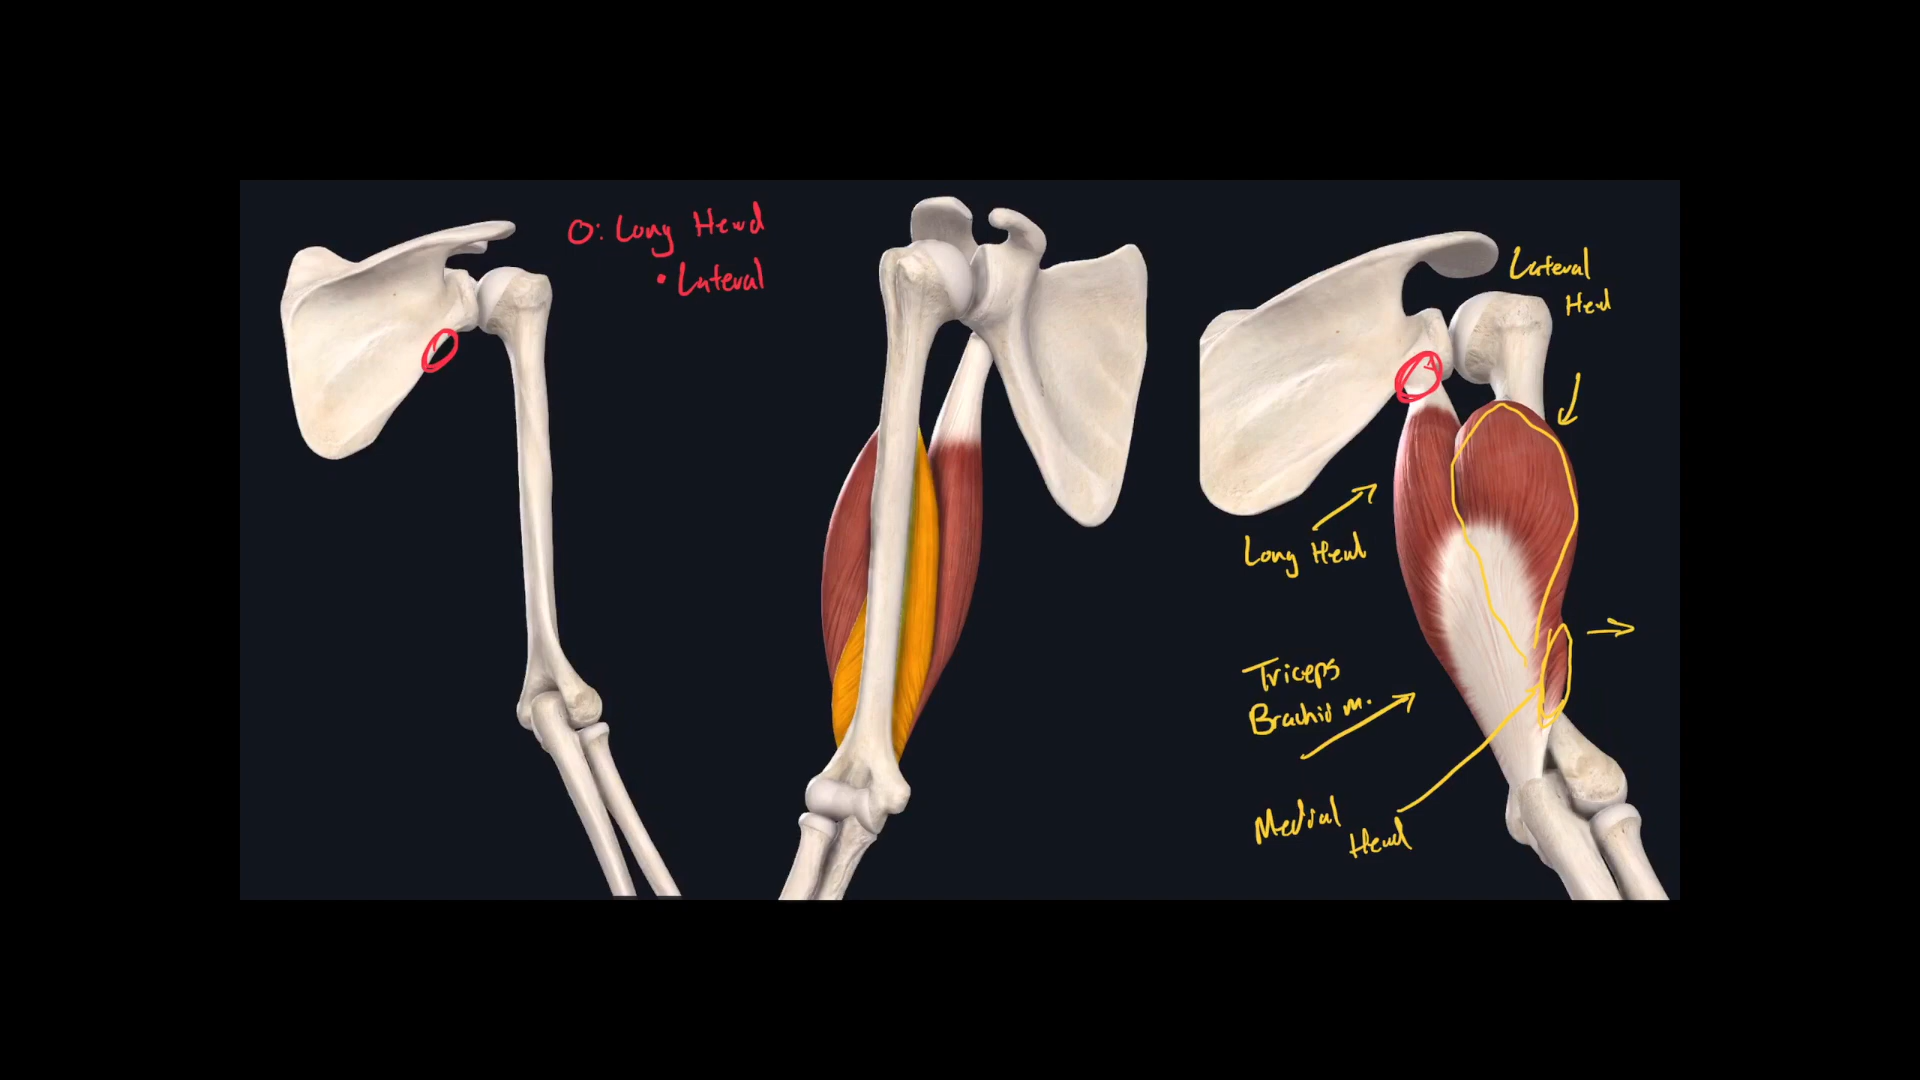 O: Long Head
• Lateral
Lateral
Head
Long Head
Triceps
Brachii m.
Medial
Head